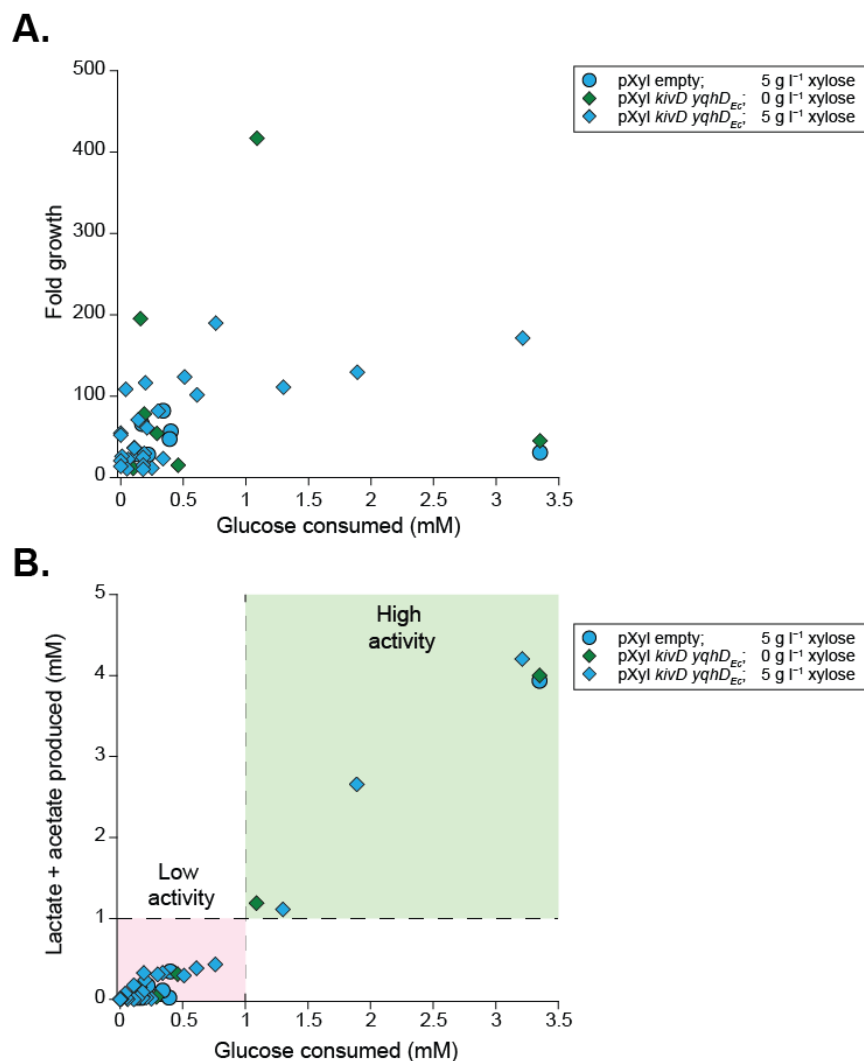 A.
Fold growth
500
400
300
200
100
0
0 0.5 1 1.5 2 2.5 3 3.5
Glucose consumed (mM)
pXyl empty; 5 g l⁻¹ xylose
pXyl kivD yqhD_Ec; 0 g l⁻¹ xylose
pXyl kivD yqhD_Ec; 5 g l⁻¹ xylose
B.
Lactate + acetate produced (mM)
5
4
3
2
1
0
High
activity
Low
activity
0 0.5 1 1.5 2 2.5 3 3.5
Glucose consumed (mM)
pXyl empty; 5 g l⁻¹ xylose
pXyl kivD yqhD_Ec; 0 g l⁻¹ xylose
pXyl kivD yqhD_Ec; 5 g l⁻¹ xylose